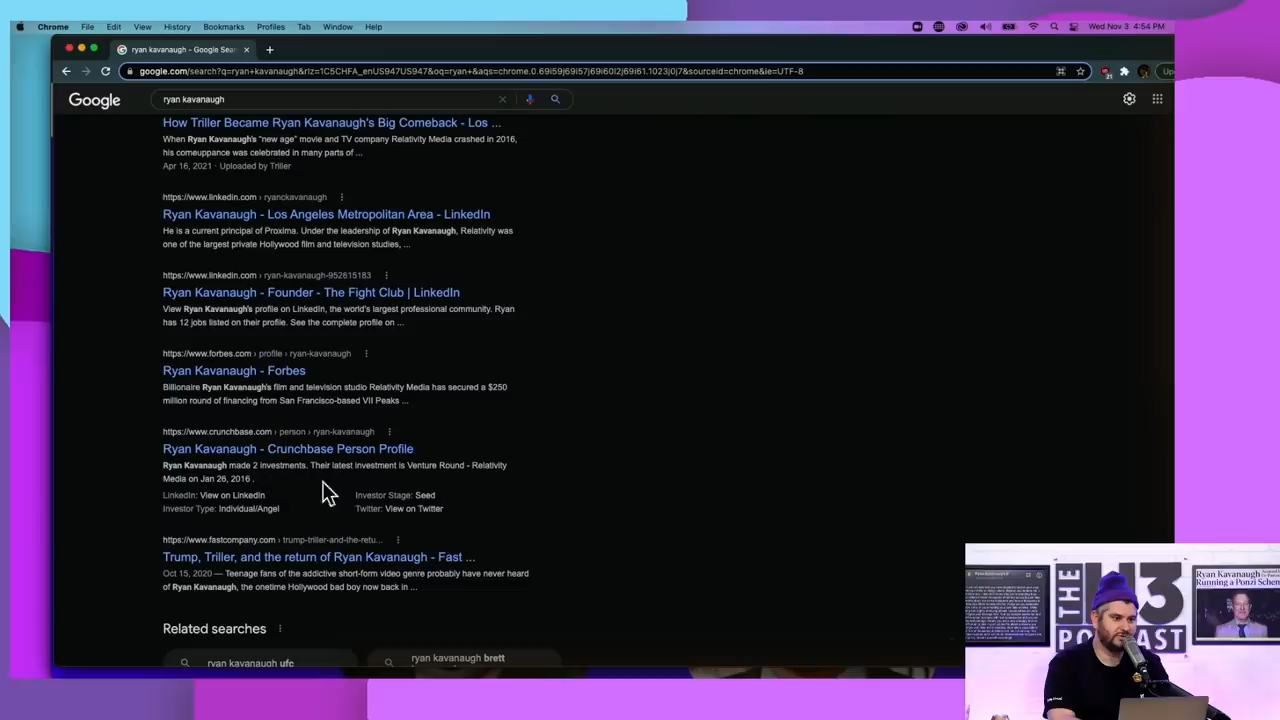 Chrome File Edit View History Bookmarks Profiles Tab Window Help Wed Nov 3 4:54 PM
ryan kavanaugh - Google Sear
google.com/search?q=ryan+kavanaugh&rlz=1C5CHFA_enUS947US947&oq=ryan+&aqs=chrome.0.69i59j69i57j69i60l2j69i61.1023j0j7&sourceid=chrome&ie=UTF-8
Google ryan kavanaugh
How Triller Became Ryan Kavanaugh's Big Comeback - Los ...
When Ryan Kavanaugh's "new age" movie and TV company Relativity Media crashed in 2016,
his comeuppance was celebrated in many parts of ...
Apr 16, 2021 · Uploaded by Triller
https://www.linkedin.com › ryanckavanaugh
Ryan Kavanaugh - Los Angeles Metropolitan Area - LinkedIn
He is a current principal of Proxima. Under the leadership of Ryan Kavanaugh, Relativity was
one of the largest private Hollywood film and television studies, ...
https://www.linkedin.com › ryan-kavanaugh-952615183
Ryan Kavanaugh - Founder - The Fight Club | LinkedIn
View Ryan Kavanaugh's profile on LinkedIn, the world's largest professional community. Ryan
has 12 jobs listed on their profile. See the complete profile on ...
https://www.forbes.com › profile › ryan-kavanaugh
Ryan Kavanaugh - Forbes
Billionaire Ryan Kavanaugh's film and television studio Relativity Media has secured a $250
million round of financing from San Francisco-based VII Peaks ...
https://www.crunchbase.com › person › ryan-kavanaugh
Ryan Kavanaugh - Crunchbase Person Profile
Ryan Kavanaugh made 2 investments. Their latest investment is Venture Round - Relativity
Media on Jan 26, 2016 .
LinkedIn: View on LinkedIn Investor Stage: Seed
Investor Type: Individual/Angel Twitter: View on Twitter
https://www.fastcompany.com › trump-triller-and-the-retu...
Trump, Triller, and the return of Ryan Kavanaugh - Fast ...
Oct 15, 2020 — Teenage fans of the addictive short-form video genre probably have never heard
of Ryan Kavanaugh, the onetime Hollywood bad boy now back in ...
Related searches
ryan kavanaugh ufc ryan kavanaugh brett
THE H3
PODCAST
Ryan Kavanaugh
Running a Ponzi Schem